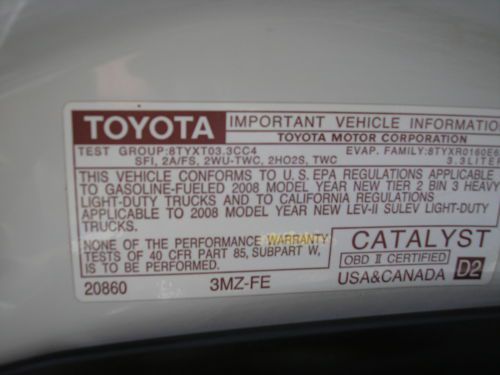 TOYOTA
IMPORTANT VEHICLE INFORMATIO
TOYOTA MOTOR CORPORATION
TEST GROUP:8TYXT03.3CC4 EVAP. FAMILY:8TYXR0160E6
SFI, 2A/FS, 2WU-TWC, 2HO2S, TWC 3.3LITE
THIS VEHICLE CONFORMS TO U.S. EPA REGULATIONS APPLICABLE
TO GASOLINE-FUELED 2008 MODEL YEAR NEW TIER 2 BIN 3 HEAVY
LIGHT-DUTY TRUCKS AND TO CALIFORNIA REGULATIONS
APPLICABLE TO 2008 MODEL YEAR NEW LEV-II SULEV LIGHT-DUTY
TRUCKS.
NONE OF THE PERFORMANCE WARRANTY
TESTS OF 40 CFR PART 85, SUBPART W,
IS TO BE PERFORMED.
CATALYST
OBD II CERTIFIED
USA&CANADA D2
20860 3MZ-FE